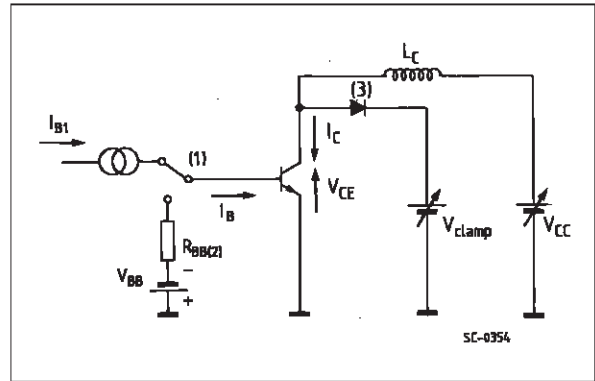 L_C
(3)
I_B1
(1)
I_C
V_CE
I_B
V_clamp
V_CC
R_BB(2)
V_BB
-
+
SC-0354